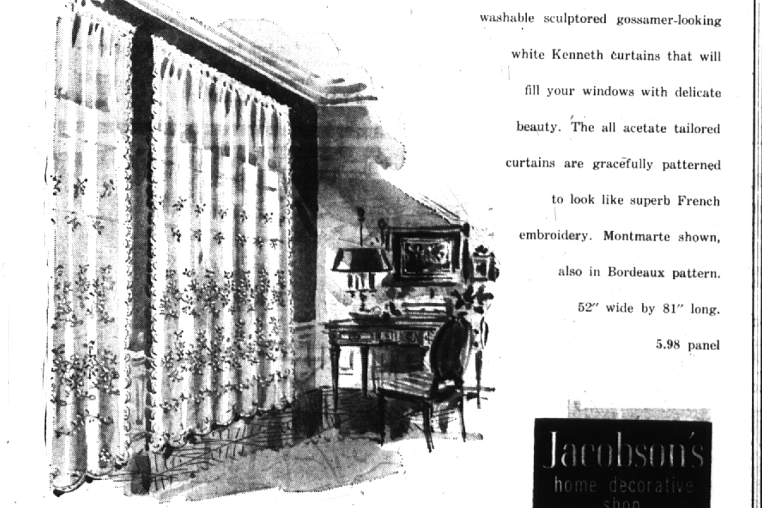 washable sculptored gossamer-looking
white Kenneth curtains that will
fill your windows with delicate
beauty. The all acetate tailored
curtains are gracefully patterned
to look like superb French
embroidery. Montmarte shown,
also in Bordeaux pattern.
52" wide by 81" long.
5.98 panel
Jacobson's
home decorative
shop